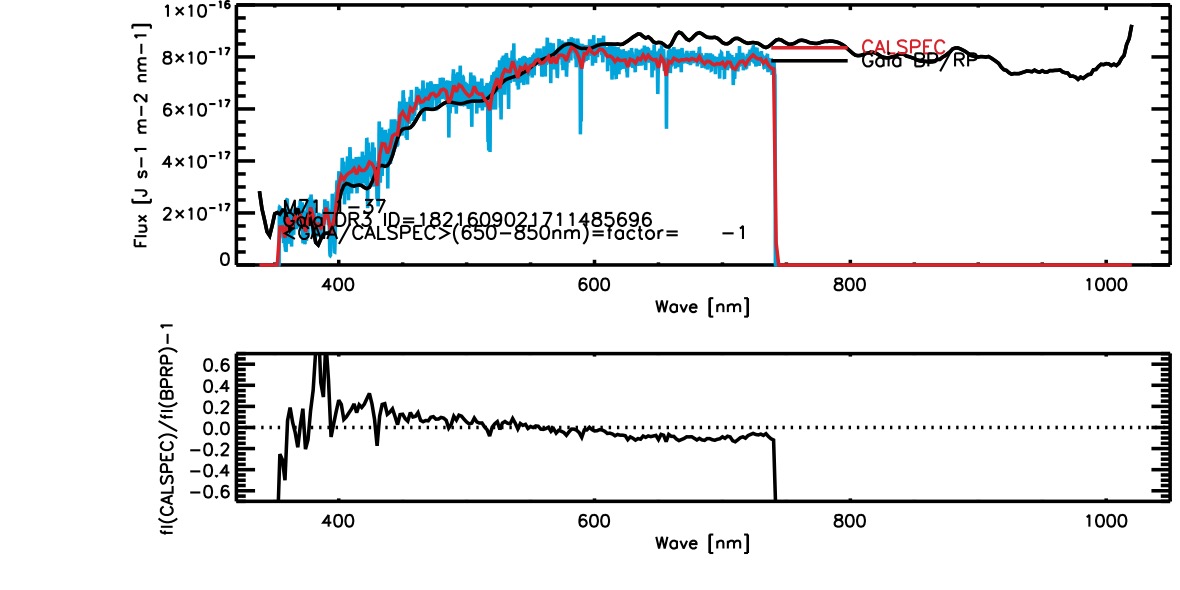 1×10−16
8×10−17
6×10−17
4×10−17
2×10−17
0
Flux [J s−1 m−2 nm−1]
CALSPEC
Gaia BP/RP
M71 1−37
Gaia DR3 ID=1821609021711485696
<GAIA/CALSPEC>(650−850nm)=factor= −1
400 600 800 1000
Wave [nm]
0.6
0.4
0.2
0.0
−0.2
−0.4
−0.6
fl(CALSPEC)/fl(BPRP)−1
400 600 800 1000
Wave [nm]